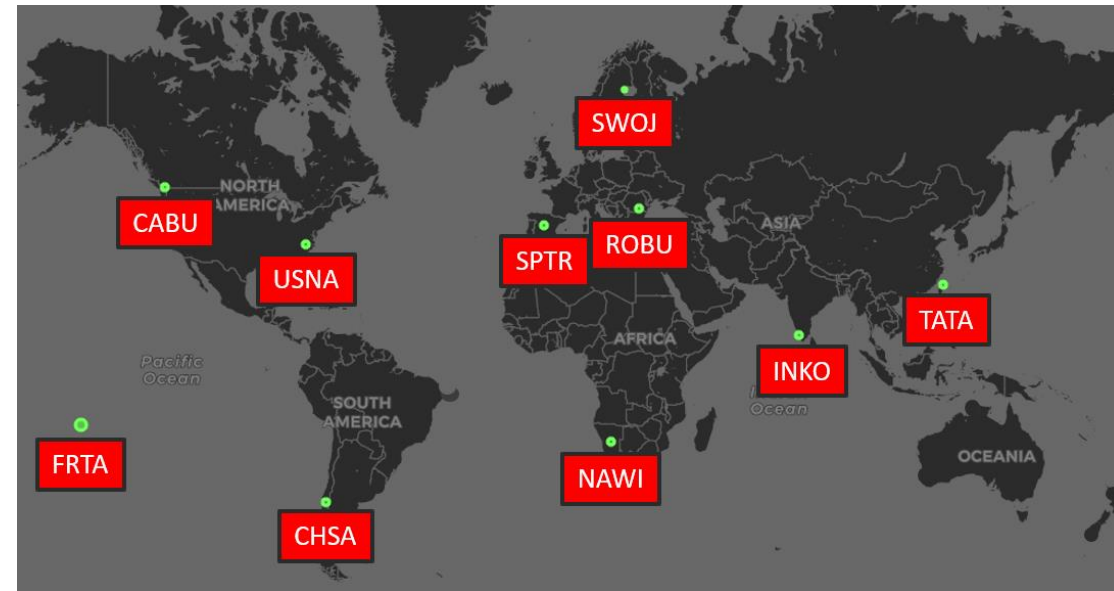 SWOJ
NORTH
AMERICA
CABU
ASIA
ROBU
SPTR
USNA
TATA
AFRICA
Pacific
Ocean
INKO
Ocean
SOUTH
AMERICA
FRTA
OCEANIA
NAWI
CHSA